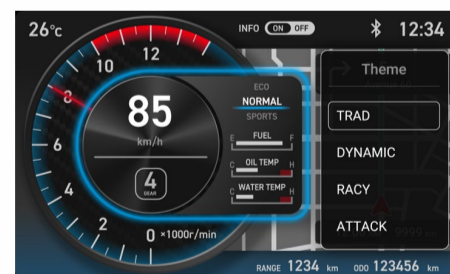 26°c
INFO ON OFF
12:34
12
10
8
6
4
2
0 ×1000r/min
85
km/h
4
GEAR
ECO
NORMAL
SPORTS
E FUEL F
C OIL TEMP H
C WATER TEMP H
Theme
TRAD
DYNAMIC
RACY
ATTACK
RANGE 1234 km ODO 123456 km